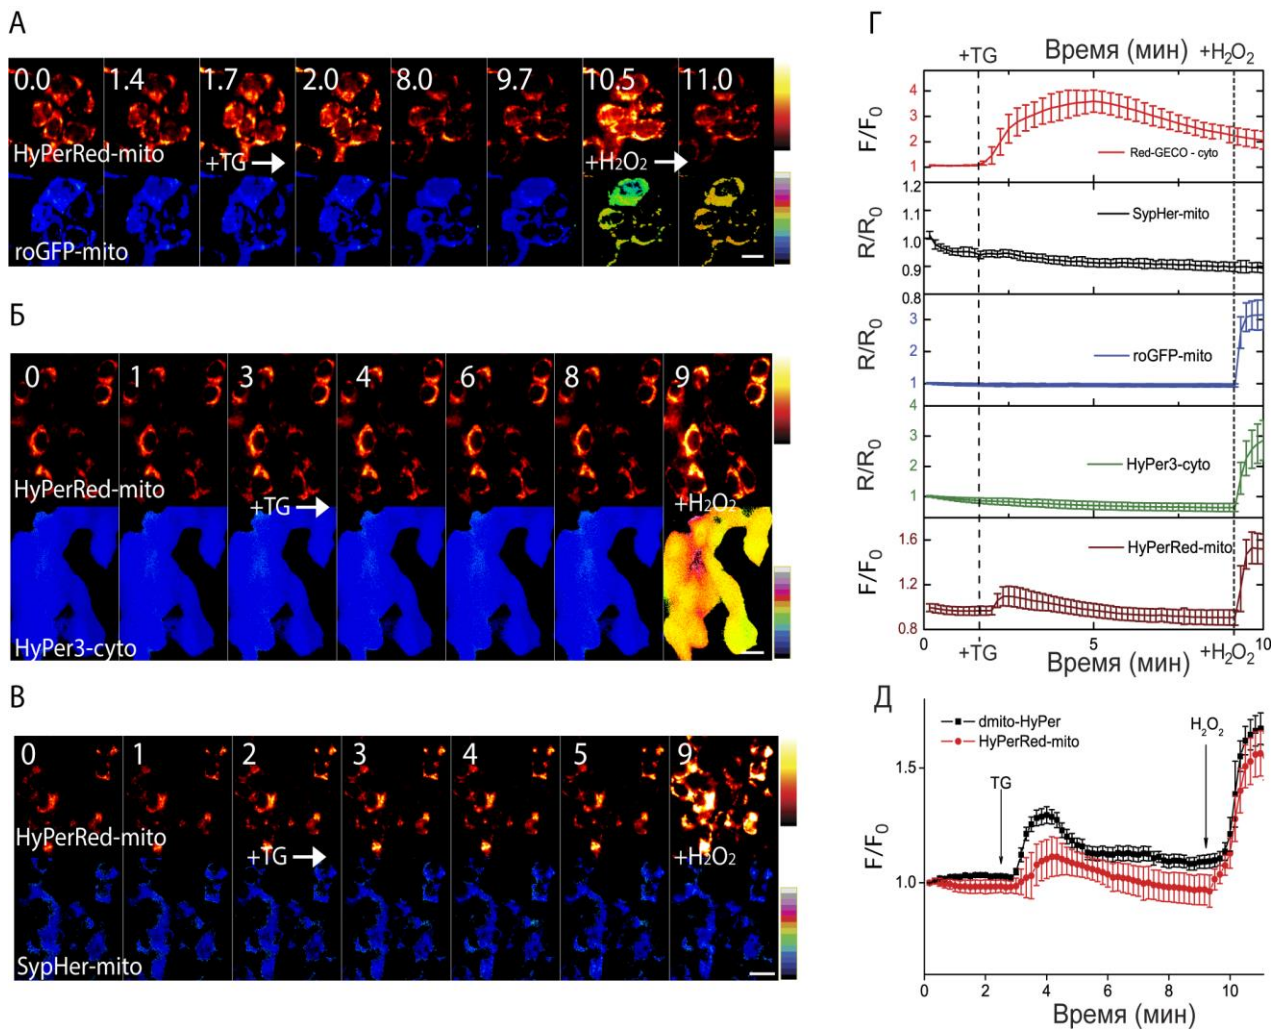 А
0.0 1.4 1.7 2.0 8.0 9.7 10.5 11.0
HyPerRed-mito
+TG
+H₂O₂
roGFP-mito
Б
0 1 3 4 6 8 9
HyPerRed-mito
+TG
+H₂O₂
HyPer3-cyto
В
0 1 2 3 4 5 9
HyPerRed-mito
+TG
+H₂O₂
SypHer-mito
Г
+TG Время (мин) +H₂O₂
F/F₀
4
3
2
1
Red-GECO - cyto
R/R₀
1.2
1.1
1.0
0.9
0.8
SypHer-mito
R/R₀
3
2
1
roGFP-mito
R/R₀
4
3
2
1
HyPer3-cyto
F/F₀
1.6
1.2
0.8
HyPerRed-mito
0 5 10
+TG Время (мин) +H₂O₂
Д
dmito-HyPer
HyPerRed-mito
TG
H₂O₂
F/F₀
1.5
1.0
0 2 4 6 8 10
Время (мин)